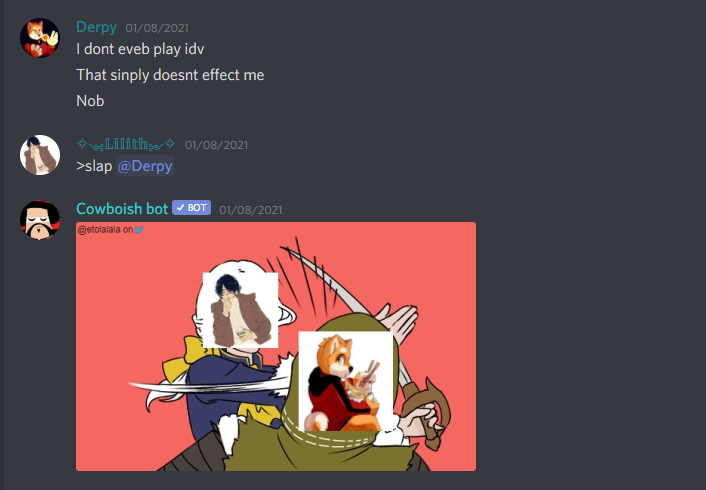 Derpy 01/08/2021
I dont eveb play idv
That sinply doesnt effect me
Nob
✧⌁༺𝕃𝕚𝕝𝕚𝕥𝕙༻⌁✧ 01/08/2021
>slap @Derpy
Cowboish bot ✔ BOT 01/08/2021
@etolalala on